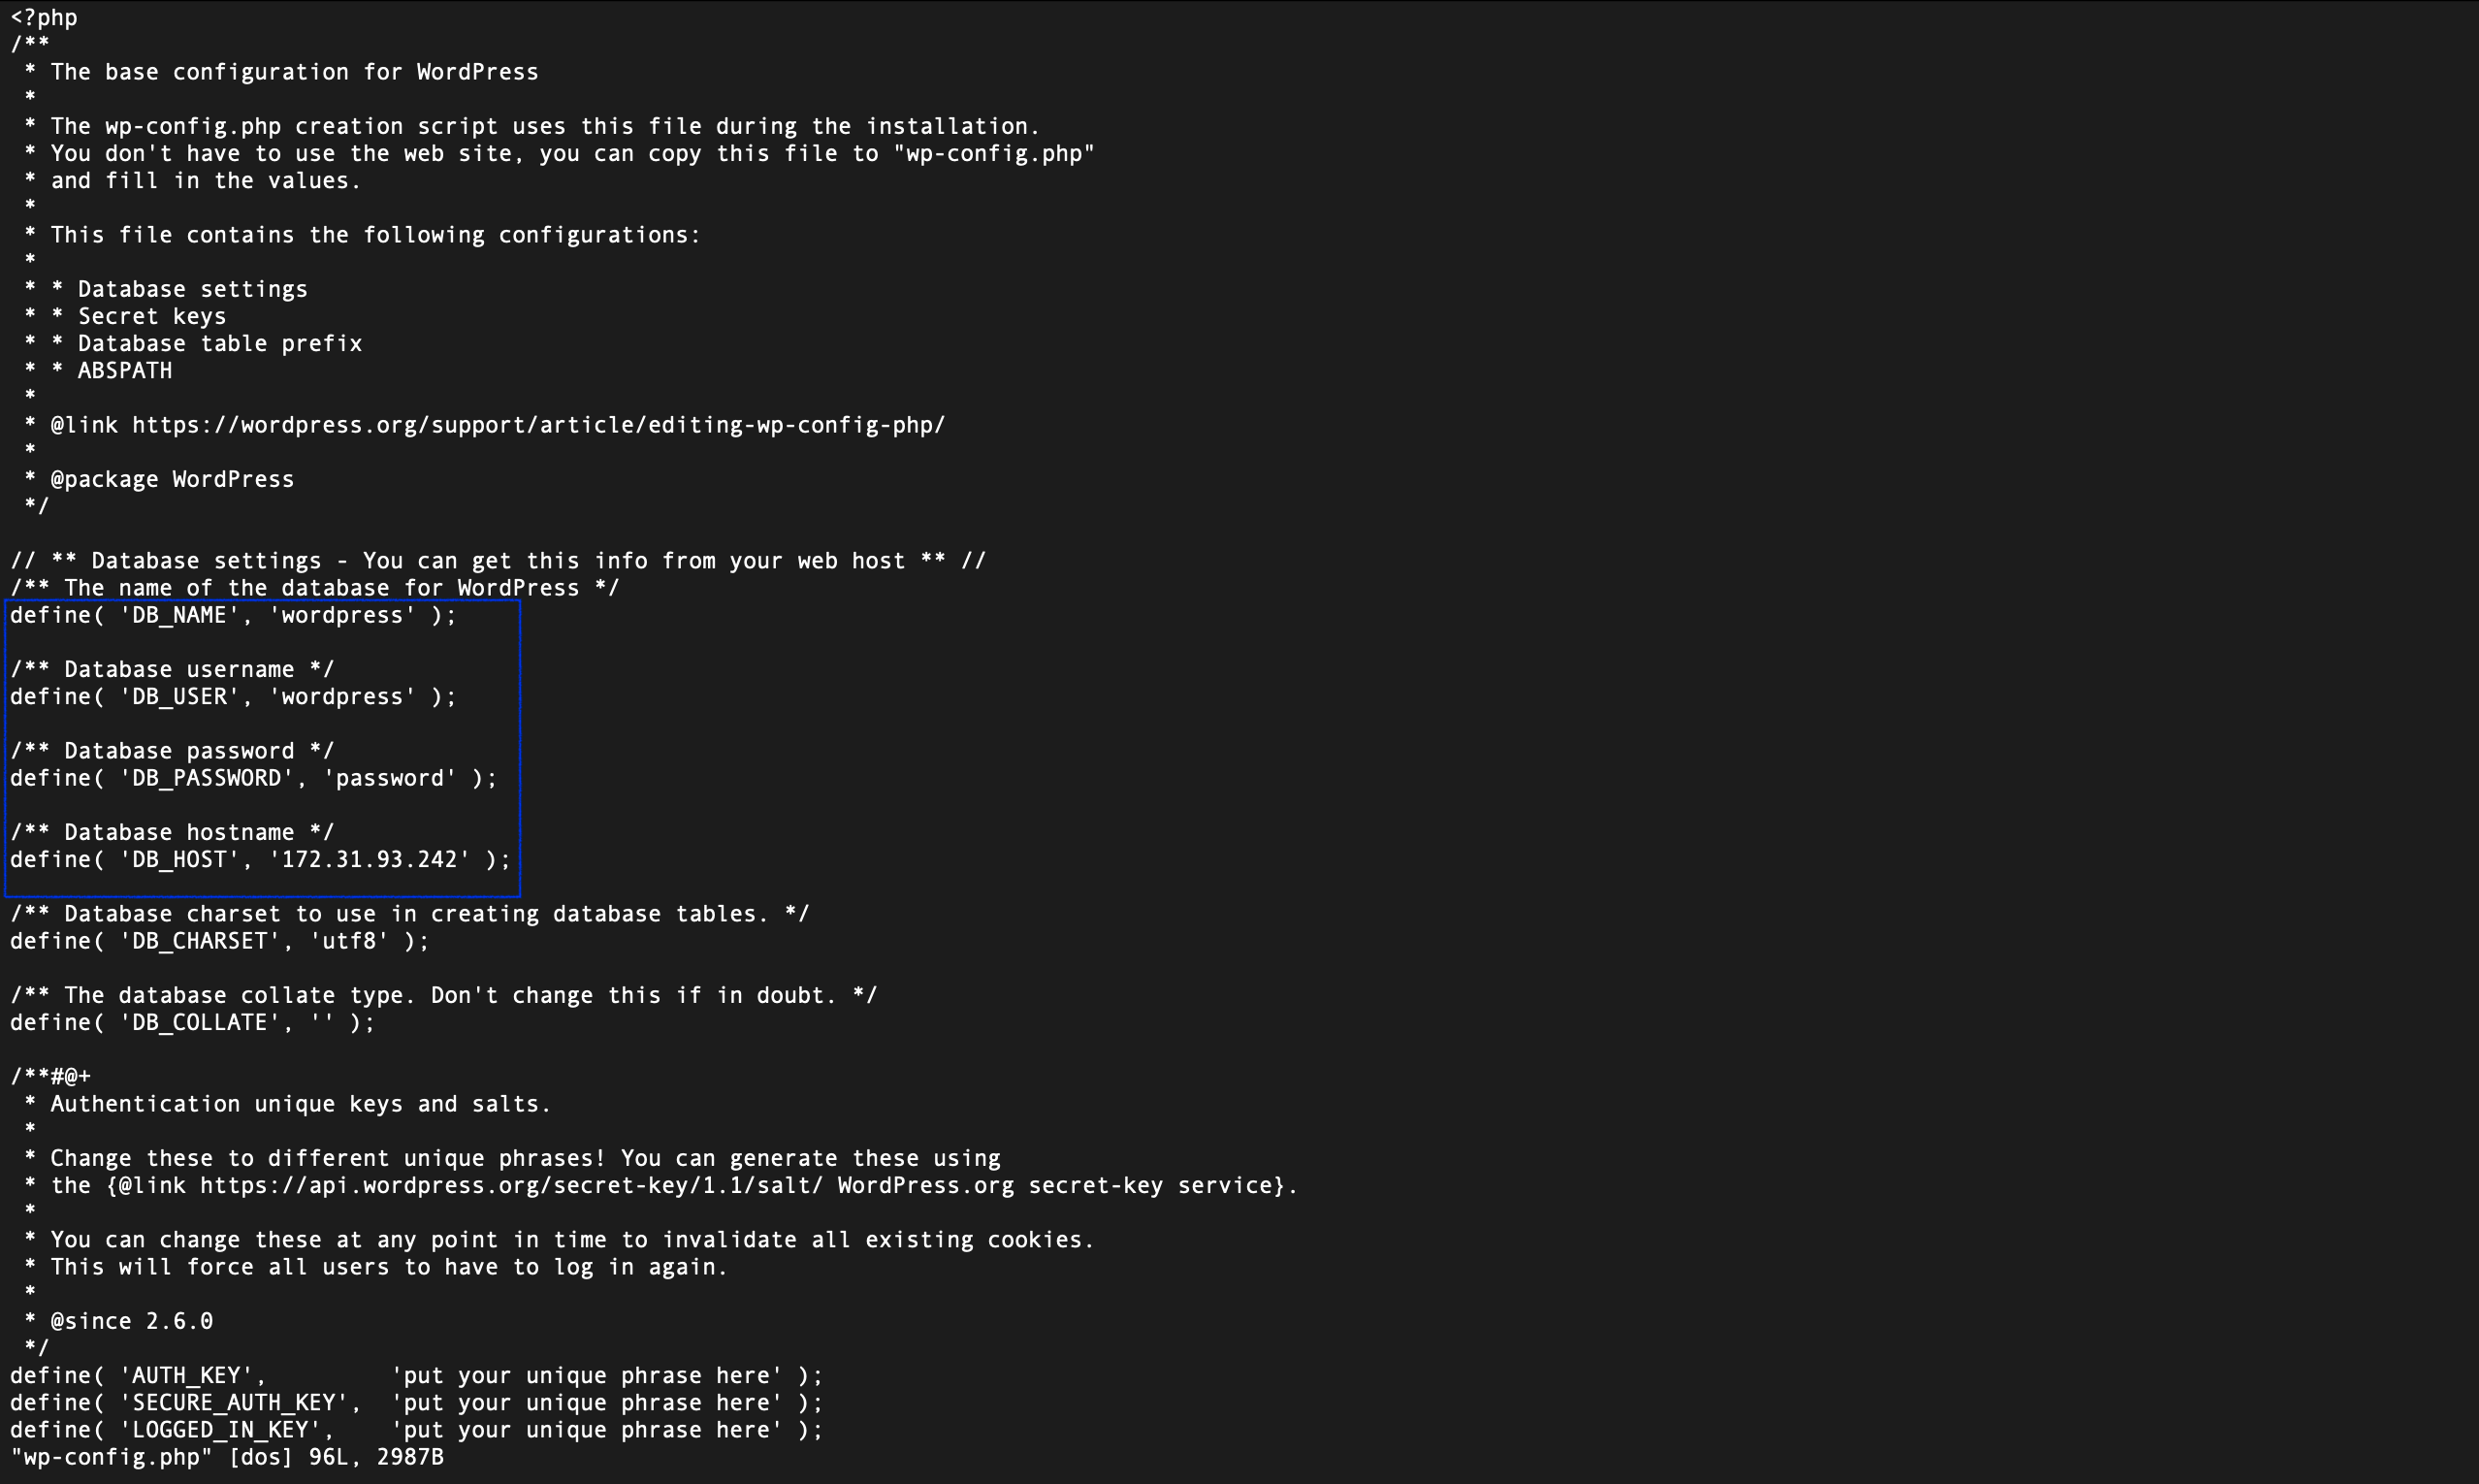 <?php
/**
 * The base configuration for WordPress
 *
 * The wp-config.php creation script uses this file during the installation.
 * You don't have to use the web site, you can copy this file to "wp-config.php"
 * and fill in the values.
 *
 * This file contains the following configurations:
 *
 * * Database settings
 * * Secret keys
 * * Database table prefix
 * * ABSPATH
 *
 * @link https://wordpress.org/support/article/editing-wp-config-php/
 *
 * @package WordPress
 */

// ** Database settings - You can get this info from your web host ** //
/** The name of the database for WordPress */
define( 'DB_NAME', 'wordpress' );

/** Database username */
define( 'DB_USER', 'wordpress' );

/** Database password */
define( 'DB_PASSWORD', 'password' );

/** Database hostname */
define( 'DB_HOST', '172.31.93.242' );

/** Database charset to use in creating database tables. */
define( 'DB_CHARSET', 'utf8' );

/** The database collate type. Don't change this if in doubt. */
define( 'DB_COLLATE', '' );

/**#@+
 * Authentication unique keys and salts.
 *
 * Change these to different unique phrases! You can generate these using
 * the {@link https://api.wordpress.org/secret-key/1.1/salt/ WordPress.org secret-key service}.
 *
 * You can change these at any point in time to invalidate all existing cookies.
 * This will force all users to have to log in again.
 *
 * @since 2.6.0
 */
define( 'AUTH_KEY',         'put your unique phrase here' );
define( 'SECURE_AUTH_KEY',  'put your unique phrase here' );
define( 'LOGGED_IN_KEY',    'put your unique phrase here' );
"wp-config.php" [dos] 96L, 2987B